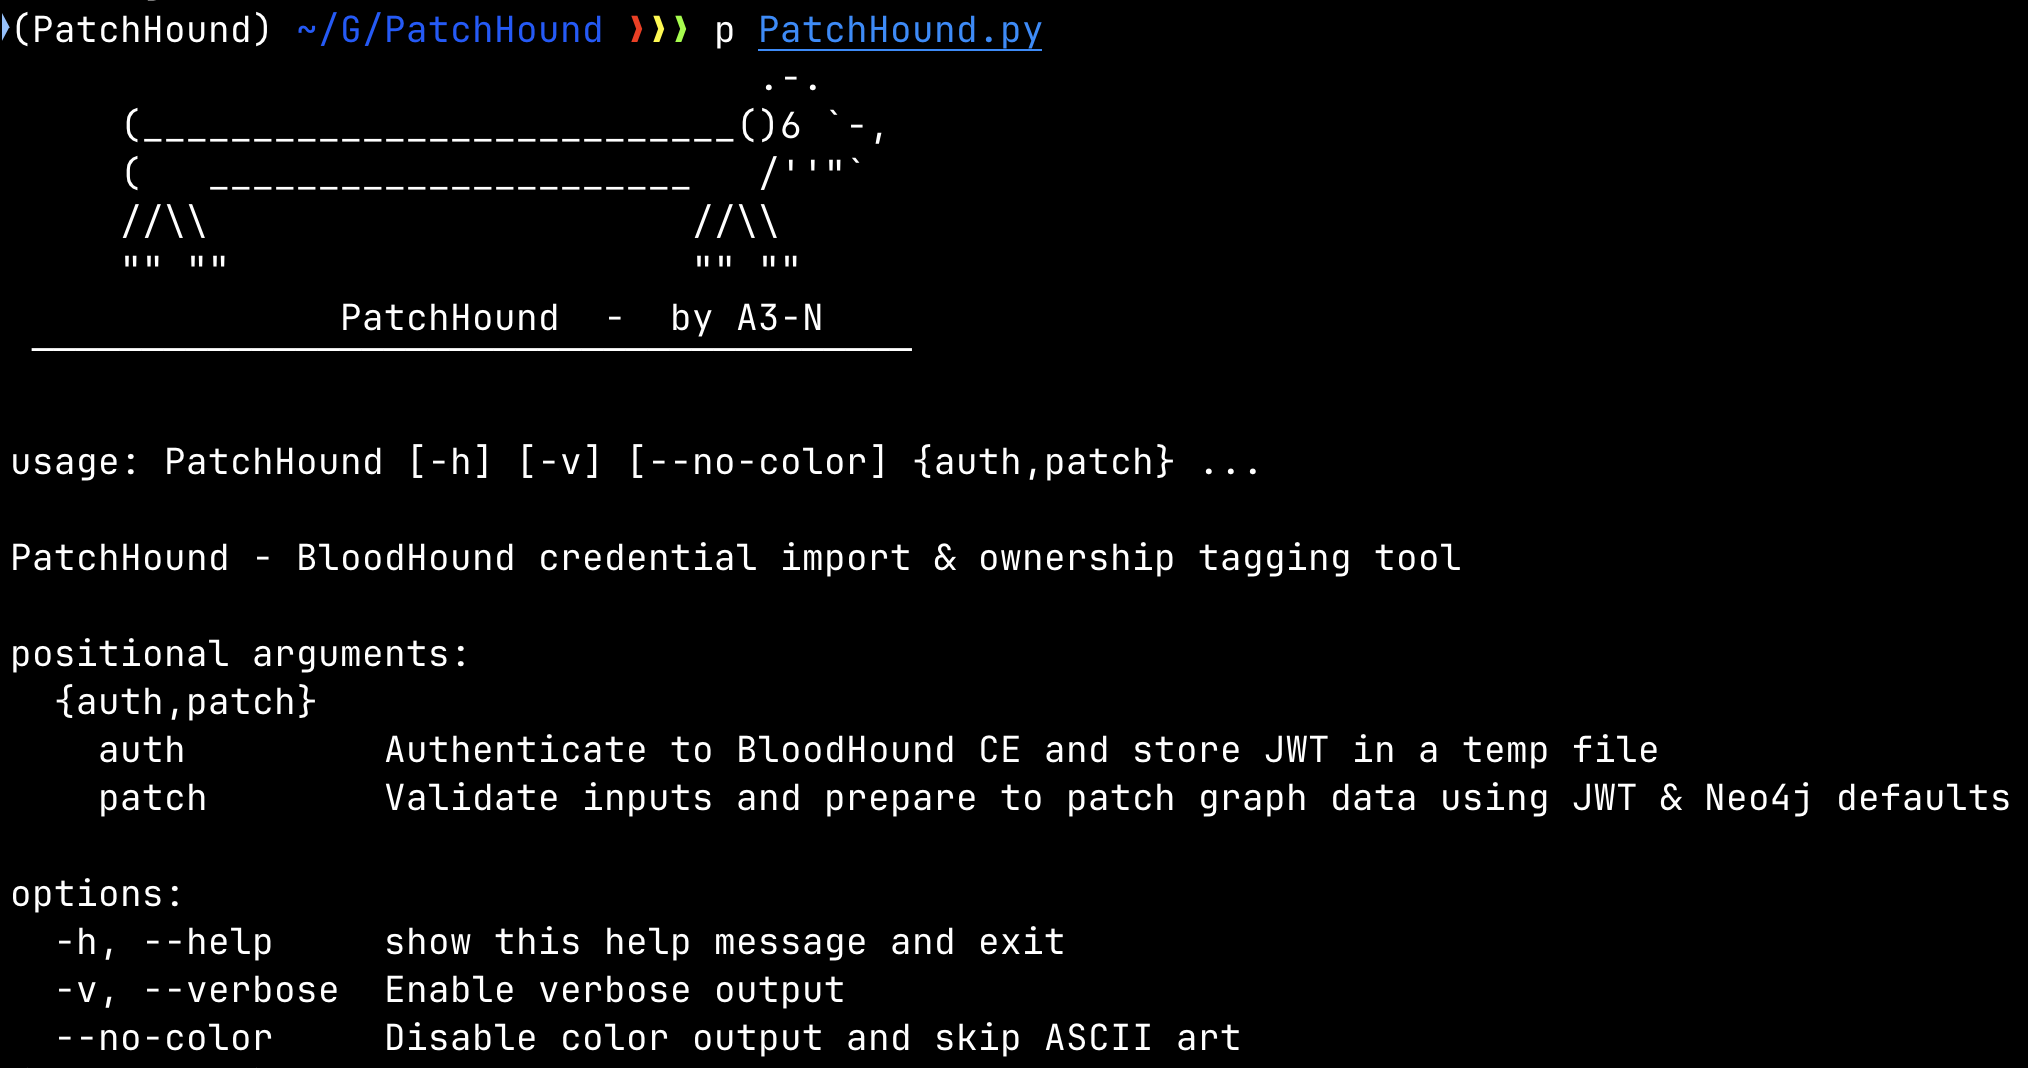 (PatchHound) ~/G/PatchHound ❯❯❯ p PatchHound.py
                                  .-.
     (___________________________()6 `-,
     (   ______________________   /''"`
     //\\                      //\\
     "" ""                     "" ""
               PatchHound  -  by A3-N
usage: PatchHound [-h] [-v] [--no-color] {auth,patch} ...
PatchHound - BloodHound credential import & ownership tagging tool
positional arguments:
  {auth,patch}
    auth         Authenticate to BloodHound CE and store JWT in a temp file
    patch        Validate inputs and prepare to patch graph data using JWT & Neo4j defaults
options:
  -h, --help     show this help message and exit
  -v, --verbose  Enable verbose output
  --no-color     Disable color output and skip ASCII art